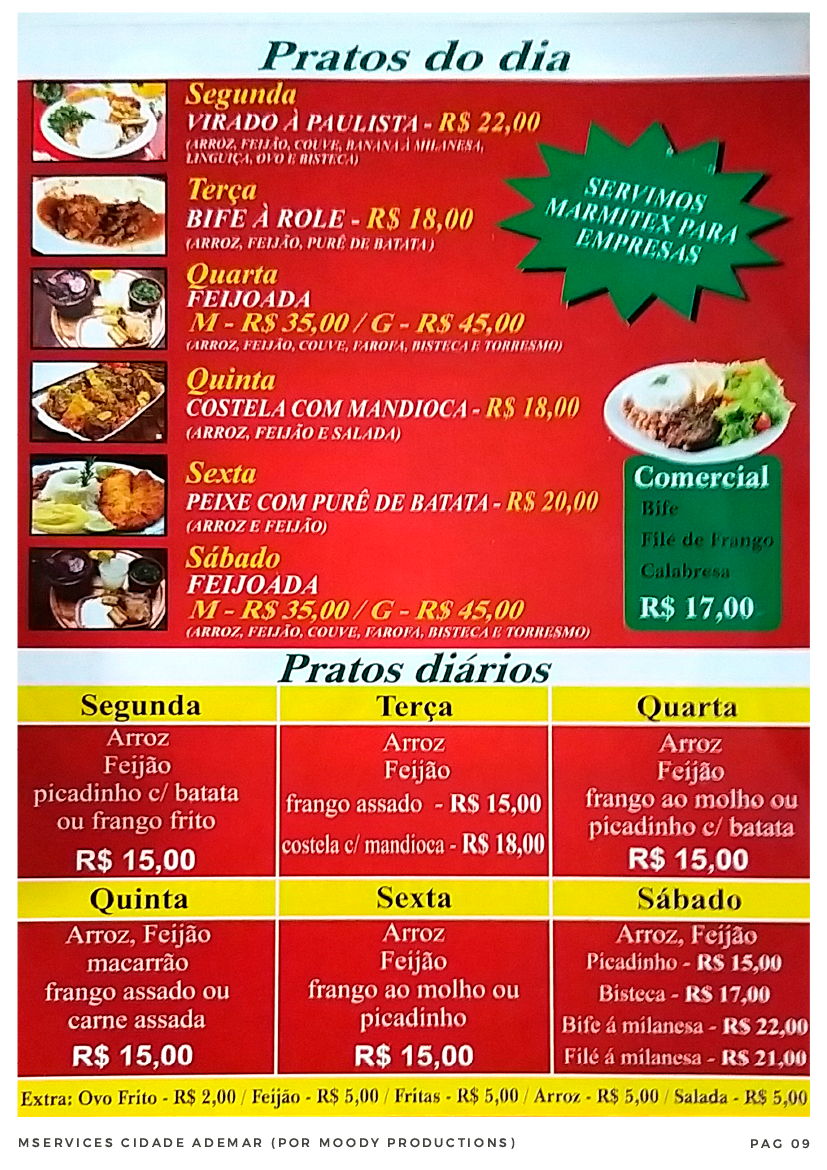 Pratos do dia
Segunda
VIRADO À PAULISTA - R$ 22,00
(ARROZ, FEIJÃO, COUVE, BANANA À MILANESA,
LINGUIÇA, OVO E BISTECA)
Terça
BIFE À ROLE - R$ 18,00
(ARROZ, FEIJÃO, PURÊ DE BATATA)
SERVIMOS
MARMITEX PARA
EMPRESAS
Quarta
FEIJOADA
M - R$ 35,00 / G - R$ 45,00
(ARROZ, FEIJÃO, COUVE, FAROFA, BISTECA E TORRESMO)
Quinta
COSTELA COM MANDIOCA - R$ 18,00
(ARROZ, FEIJÃO E SALADA)
Sexta
PEIXE COM PURÊ DE BATATA - R$ 20,00
(ARROZ E FEIJÃO)
Sábado
FEIJOADA
M - R$ 35,00 / G - R$ 45,00
(ARROZ, FEIJÃO, COUVE, FAROFA, BISTECA E TORRESMO)
Comercial
Bife
Filé de Frango
Calabresa
R$ 17,00
Pratos diários
Segunda
Arroz
Feijão
picadinho c/ batata
ou frango frito
R$ 15,00
Terça
Arroz
Feijão
frango assado - R$ 15,00
costela c/ mandioca - R$ 18,00
Quarta
Arroz
Feijão
frango ao molho ou
picadinho c/ batata
R$ 15,00
Quinta
Arroz, Feijão
macarrão
frango assado ou
carne assada
R$ 15,00
Sexta
Arroz
Feijão
frango ao molho ou
picadinho
R$ 15,00
Sábado
Arroz, Feijão
Picadinho - R$ 15,00
Bisteca - R$ 17,00
Bife á milanesa - R$ 22,00
Filé á milanesa - R$ 21,00
Extra: Ovo Frito - R$ 2,00 / Feijão - R$ 5,00 / Fritas - R$ 5,00 / Arroz - R$ 5,00 / Salada - R$ 5,00
MSERVICES CIDADE ADEMAR (POR MOODY PRODUCTIONS)
PAG 09